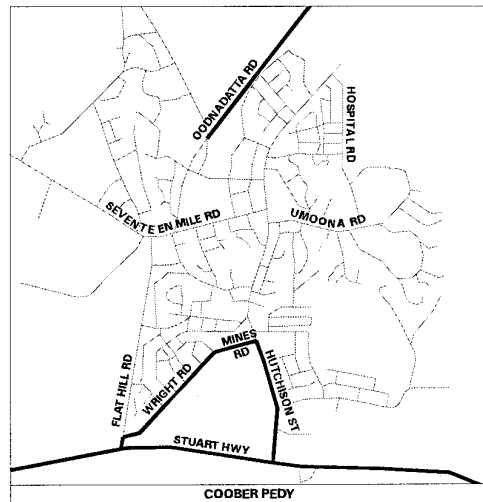 OODNADATTA RD
HOSPITAL RD
SEVENTEEN MILE RD
UMOONA RD
MINES
RD
HUTCHISON ST
WRIGHT RD
FLAT HILL RD
STUART HWY
COOBER PEDY